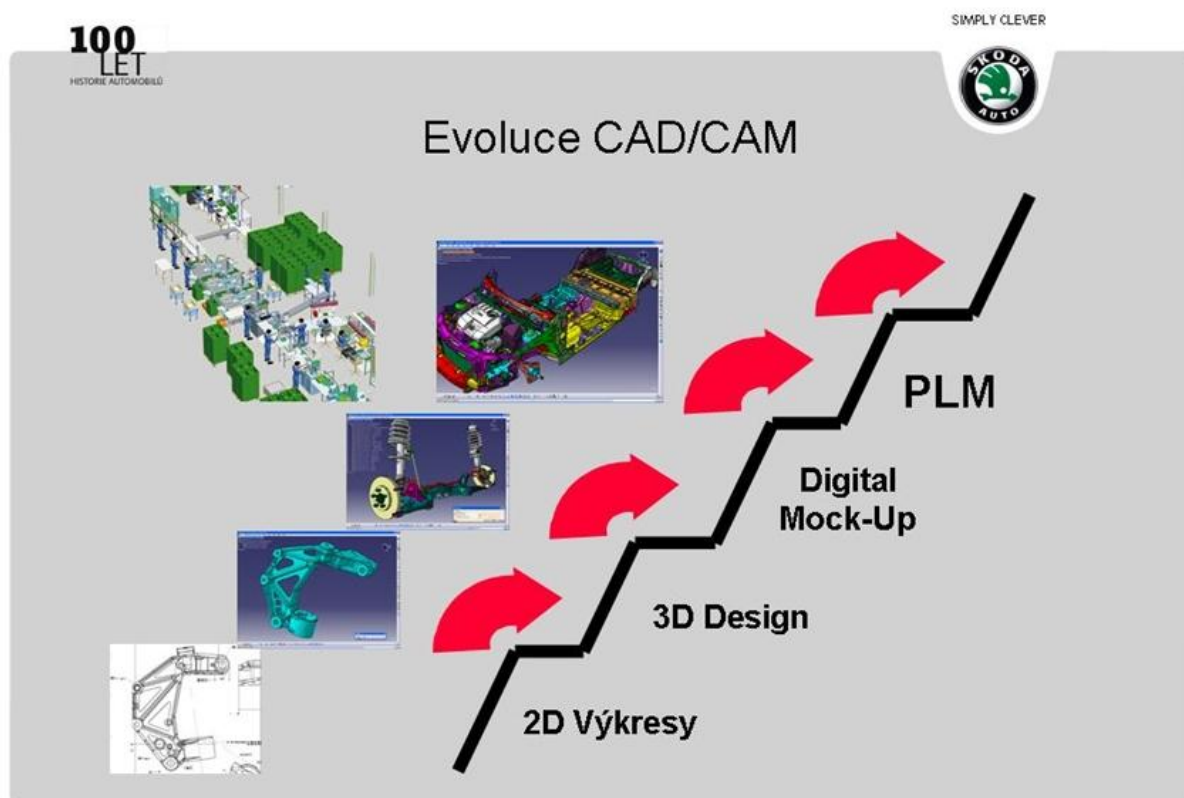 100
LET
HISTORIE AUTOMOBILŮ
SIMPLY CLEVER
ŠKODA
AUTO
Evoluce CAD/CAM
PLM
Digital
Mock-Up
3D Design
2D Výkresy